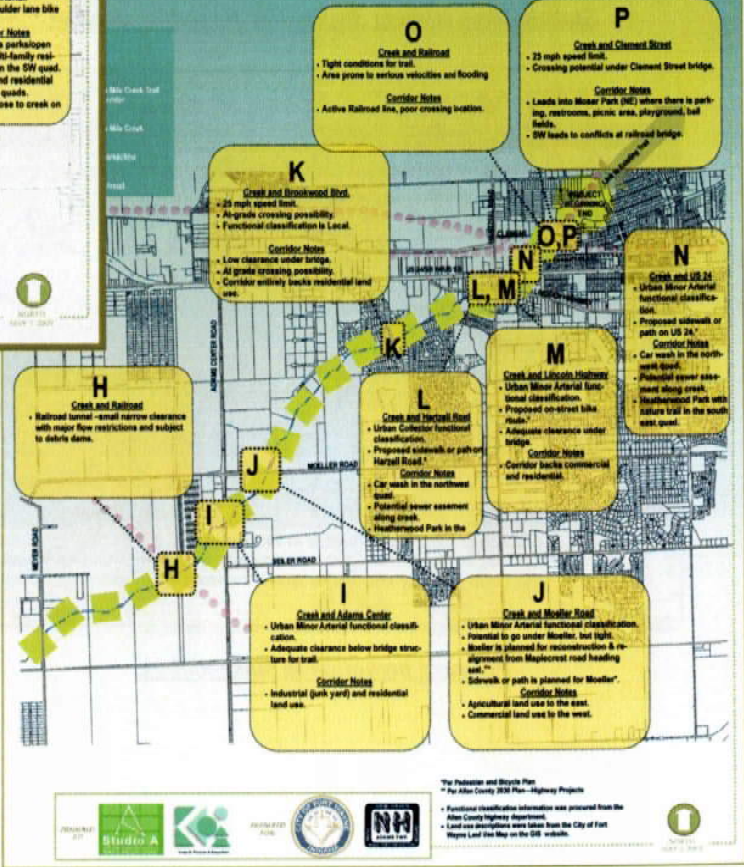 ulder lane bike
r Notes
s parks/open
lti-family resi-
n the SW quad.
nd residential
quads.
ose to creek on
O
Creek and Railroad
• Tight conditions for trail.
• Area prone to serious velocities and flooding
Corridor Notes
• Active Railroad line, poor crossing location.
P
Creek and Clement Street
• 25 mph speed limit.
• Crossing potential under Clement Street bridge.
Corridor Notes
• Leads into Moser Park (NE) where there is park-
ing, restrooms, picnic area, playground, ball
fields.
• SW leads to conflicts at railroad bridge.
K
Creek and Brookwood Blvd.
• 25 mph speed limit.
• At-grade crossing possibility.
• Functional classification is Local.
Corridor Notes
• Low clearance under bridge.
• At grade crossing possibility.
• Corridor entirely backs residential land
use.
PROJECT
END
O,P
N
L, M
K
N
Creek and US 24
• Urban Minor Arterial
functional classifica-
tion.
• Proposed sidewalk or
path on US 24.*
Corridor Notes
• Car wash in the north-
west quad.
• Potential sewer ease-
ment along creek.
• Heatherwood Park with
nature trail in the south
east quad.
H
Creek and Railroad
• Railroad tunnel –small narrow clearance
with major flow restrictions and subject
to debris dams.
ADAMS CENTER ROAD
M
Creek and Lincoln Highway
• Urban Minor Arterial func-
tional classification.
• Proposed on-street bike
route.*
• Adequate clearance under
bridge.
Corridor Notes
• Corridor backs commercial
and residential.
L
Creek and Hartzell Road
• Urban Collector functional
classification.
• Proposed sidewalk or path on
Harzell Road.*
Corridor Notes
• Car wash in the northwest
quad.
• Potential sewer easement
along creek.
• Heatherwood Park in the
J
MOELLER ROAD
I
H
MEYER ROAD
I
Creek and Adams Center
• Urban Minor Arterial functional classifi-
cation.
• Adequate clearance below bridge struc-
ture for trail.
Corridor Notes
• Industrial (junk yard) and residential
land use.
J
Creek and Moeller Road
• Urban Minor Arterial functional classification.
• Potential to go under Moeller, but tight.
• Moeller is planned for reconstruction & re-
alignment from Maplecrest road heading
east.**
• Sidewalk or path is planned for Moeller*.
Corridor Notes
• Agricultural land use to the east.
• Commercial land use to the west.
*Per Pedestrian and Bicycle Plan
** Per Allen County 2030 Plan—Highway Projects
• Functional classification information was procured from the
Allen County highway department.
• Land use descriptions were taken from the City of Fort
Wayne Land Use Map on the GIS website.
PREPARED
BY
Studio A
PREPARED
FOR
NH
NORTH